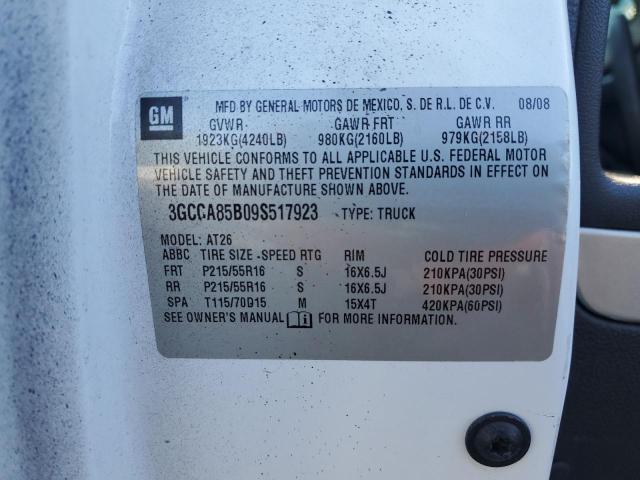 GM
MFD BY GENERAL MOTORS DE MEXICO, S. DE R.L. DE C.V. 08/08
GVWR GAWR FRT GAWR RR
1923KG(4240LB) 980KG(2160LB) 979KG(2158LB)
THIS VEHICLE CONFORMS TO ALL APPLICABLE U.S. FEDERAL MOTOR
VEHICLE SAFETY AND THEFT PREVENTION STANDARDS IN EFFECT ON
THE DATE OF MANUFACTURE SHOWN ABOVE.
3GCCA85B09S517923 TYPE: TRUCK
MODEL: AT26
ABBC TIRE SIZE -SPEED RTG RIM COLD TIRE PRESSURE
FRT P215/55R16 S 16X6.5J 210KPA(30PSI)
RR P215/55R16 S 16X6.5J 210KPA(30PSI)
SPA T115/70D15 M 15X4T 420KPA(60PSI)
SEE OWNER'S MANUAL FOR MORE INFORMATION.